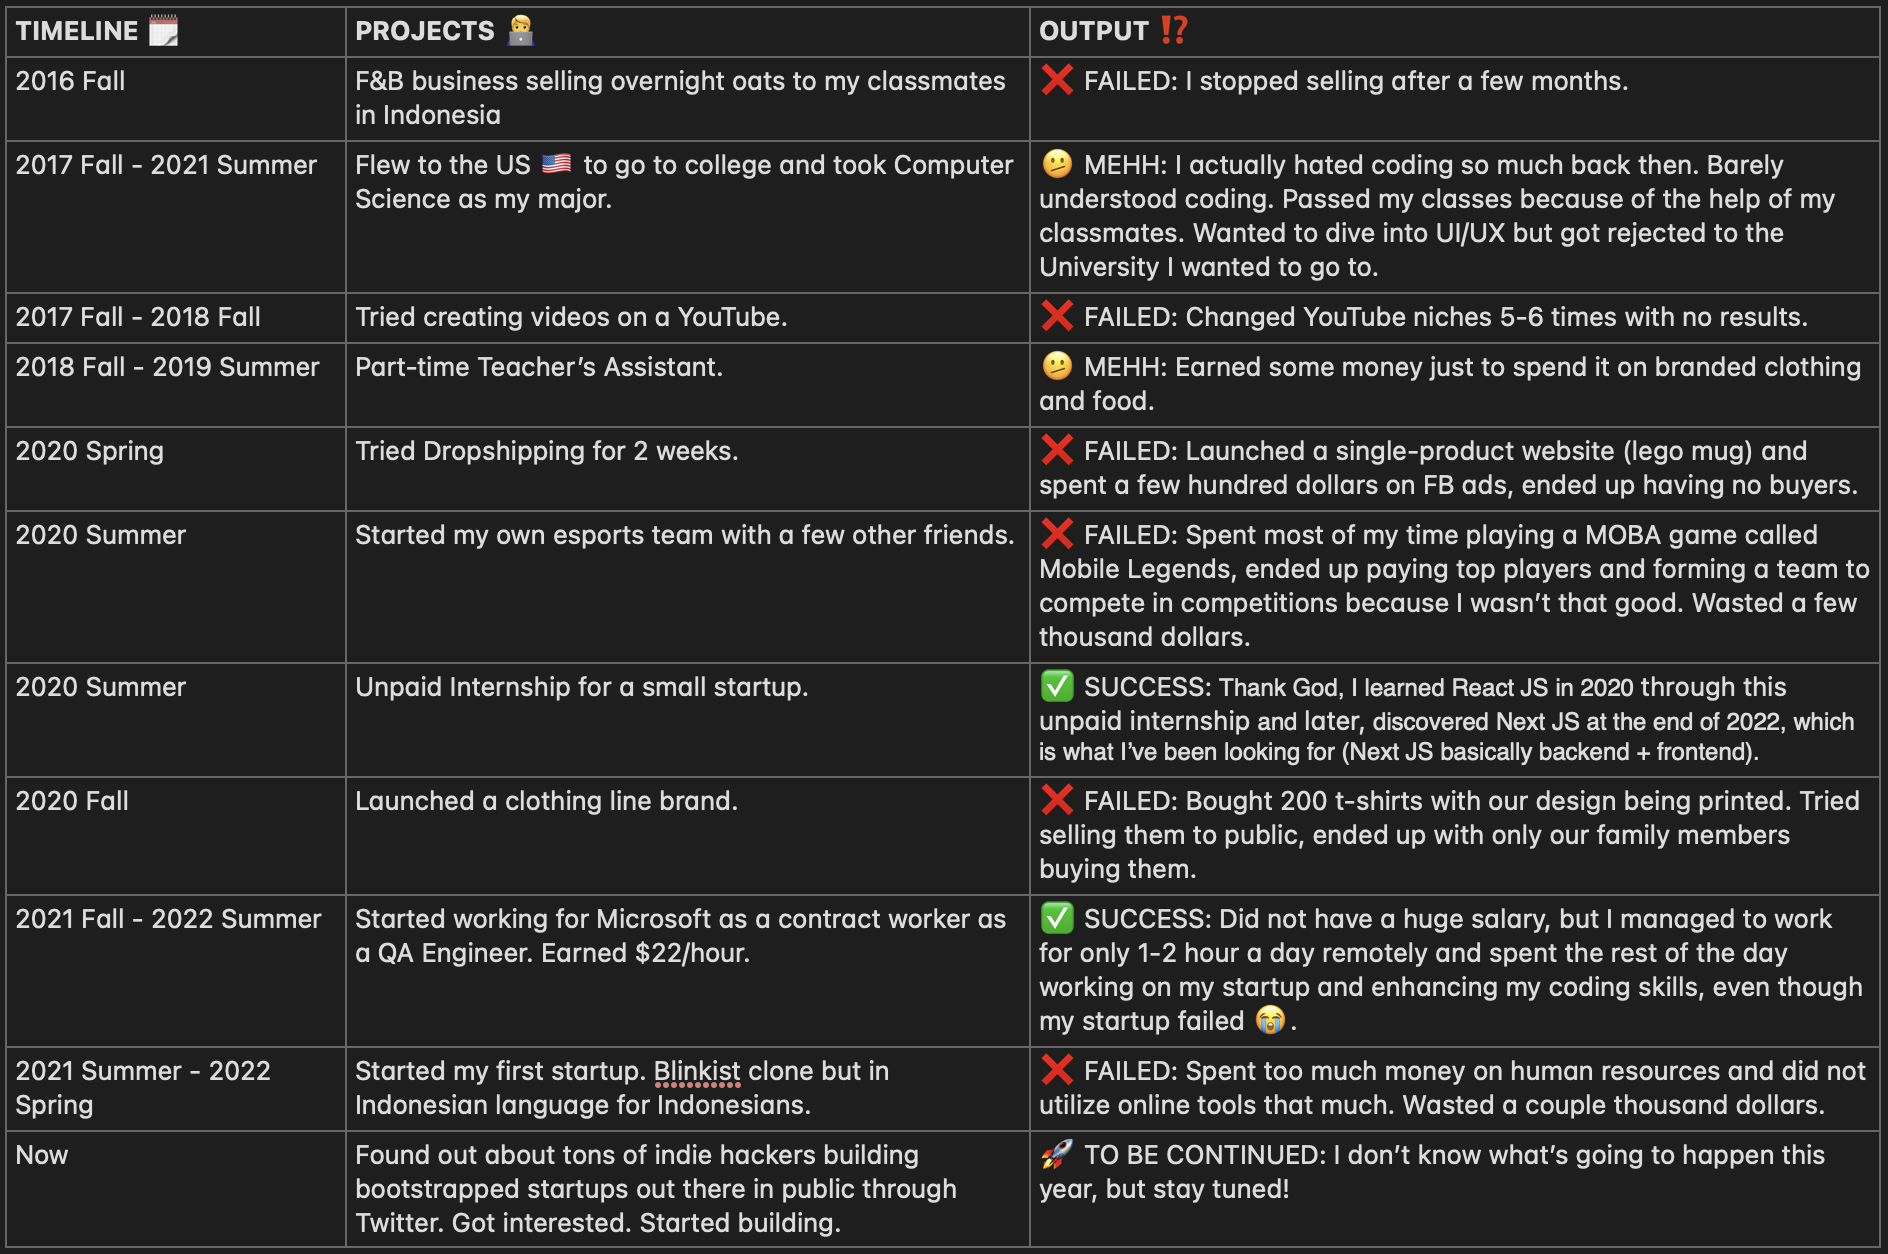 TIMELINE 🗓️
PROJECTS 🧑‍💻
OUTPUT ⁉️
2016 Fall
F&B business selling overnight oats to my classmates
in Indonesia
❌ FAILED: I stopped selling after a few months.
2017 Fall - 2021 Summer
Flew to the US 🇺🇸 to go to college and took Computer
Science as my major.
🫤 MEHH: I actually hated coding so much back then. Barely
understood coding. Passed my classes because of the help of my
classmates. Wanted to dive into UI/UX but got rejected to the
University I wanted to go to.
2017 Fall - 2018 Fall
Tried creating videos on a YouTube.
❌ FAILED: Changed YouTube niches 5-6 times with no results.
2018 Fall - 2019 Summer
Part-time Teacher’s Assistant.
🫤 MEHH: Earned some money just to spend it on branded clothing
and food.
2020 Spring
Tried Dropshipping for 2 weeks.
❌ FAILED: Launched a single-product website (lego mug) and
spent a few hundred dollars on FB ads, ended up having no buyers.
2020 Summer
Started my own esports team with a few other friends.
❌ FAILED: Spent most of my time playing a MOBA game called
Mobile Legends, ended up paying top players and forming a team to
compete in competitions because I wasn’t that good. Wasted a few
thousand dollars.
2020 Summer
Unpaid Internship for a small startup.
✅ SUCCESS: Thank God, I learned React JS in 2020 through this
unpaid internship and later, discovered Next JS at the end of 2022, which
is what I’ve been looking for (Next JS basically backend + frontend).
2020 Fall
Launched a clothing line brand.
❌ FAILED: Bought 200 t-shirts with our design being printed. Tried
selling them to public, ended up with only our family members
buying them.
2021 Fall - 2022 Summer
Started working for Microsoft as a contract worker as
a QA Engineer. Earned $22/hour.
✅ SUCCESS: Did not have a huge salary, but I managed to work
for only 1-2 hour a day remotely and spent the rest of the day
working on my startup and enhancing my coding skills, even though
my startup failed 😭.
2021 Summer - 2022
Spring
Started my first startup. Blinkist clone but in
Indonesian language for Indonesians.
❌ FAILED: Spent too much money on human resources and did not
utilize online tools that much. Wasted a couple thousand dollars.
Now
Found out about tons of indie hackers building
bootstrapped startups out there in public through
Twitter. Got interested. Started building.
🚀 TO BE CONTINUED: I don’t know what’s going to happen this
year, but stay tuned!